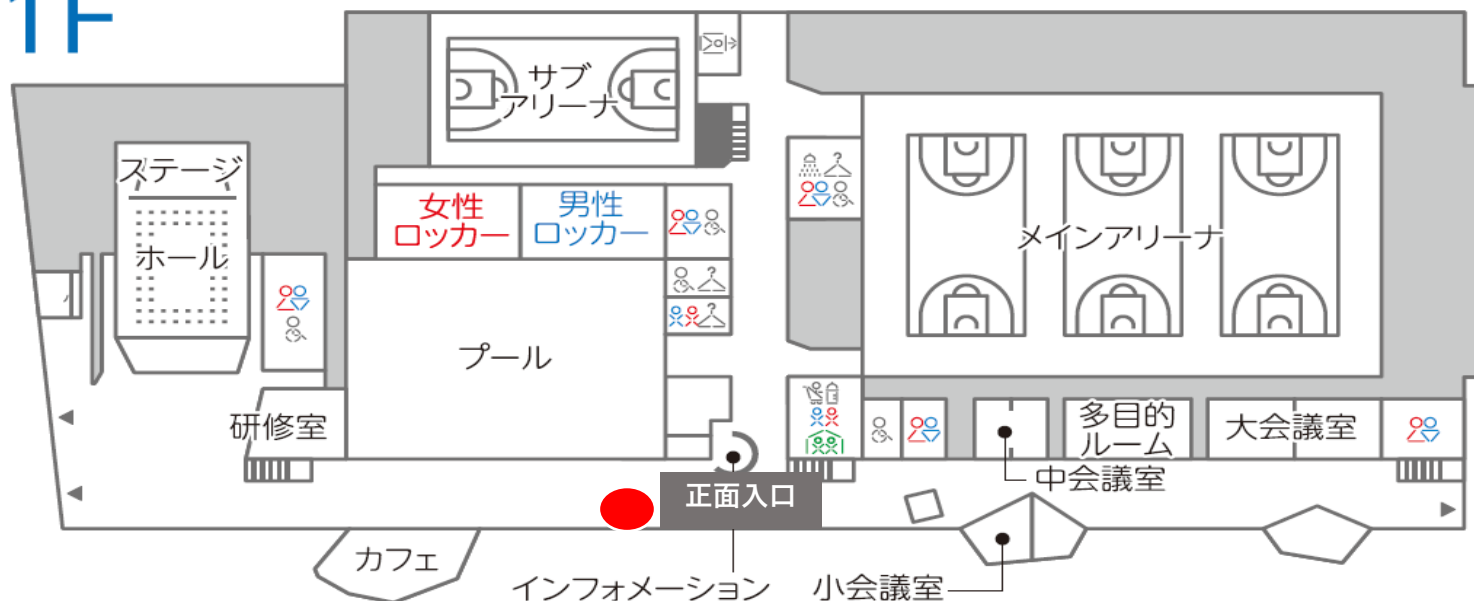 1F
サブ
アリーナ
ステージ
女性
ロッカー
男性
ロッカー
ホール
メインアリーナ
プール
研修室
多目的
ルーム
大会議室
中会議室
正面入口
カフェ
インフォメーション
小会議室